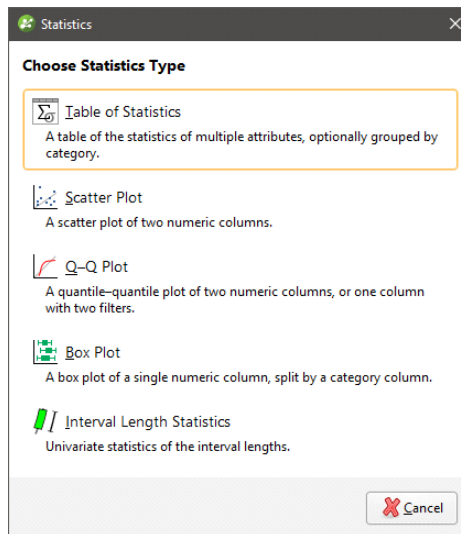 Statistics
Choose Statistics Type
Table of Statistics
A table of the statistics of multiple attributes, optionally grouped by
category.
Scatter Plot
A scatter plot of two numeric columns.
Q–Q Plot
A quantile–quantile plot of two numeric columns, or one column
with two filters.
Box Plot
A box plot of a single numeric column, split by a category column.
Interval Length Statistics
Univariate statistics of the interval lengths.
Cancel